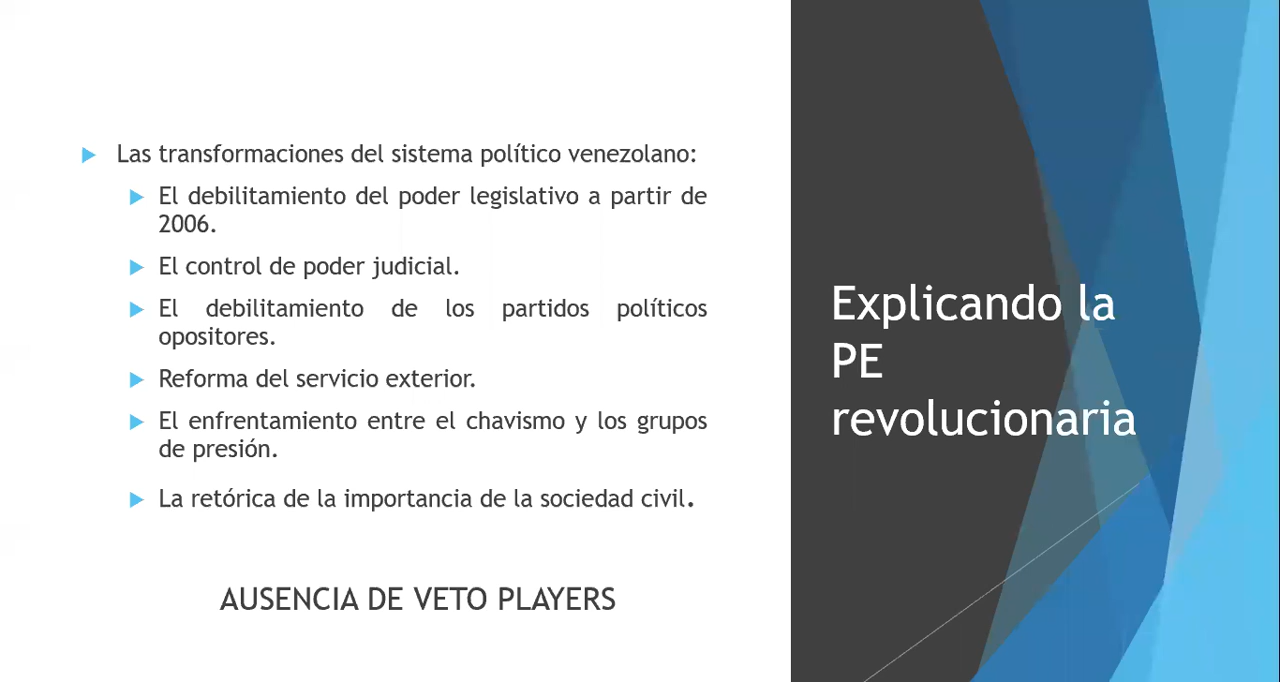 Las transformaciones del sistema político venezolano:
El debilitamiento del poder legislativo a partir de
2006.
El control de poder judicial.
El debilitamiento de los partidos políticos
opositores.
Reforma del servicio exterior.
El enfrentamiento entre el chavismo y los grupos
de presión.
La retórica de la importancia de la sociedad civil.
AUSENCIA DE VETO PLAYERS
Explicando la
PE
revolucionaria